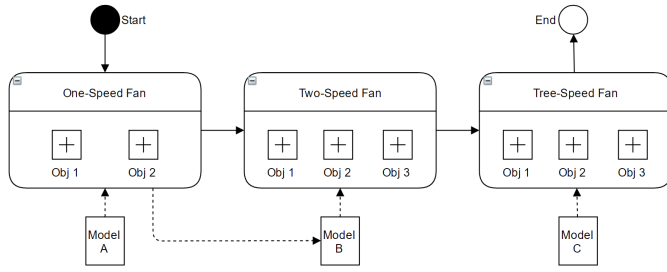 Start
End
One-Speed Fan
Two-Speed Fan
Tree-Speed Fan
Obj 1
Obj 2
Obj 1
Obj 2
Obj 3
Obj 1
Obj 2
Obj 3
Model
A
Model
B
Model
C